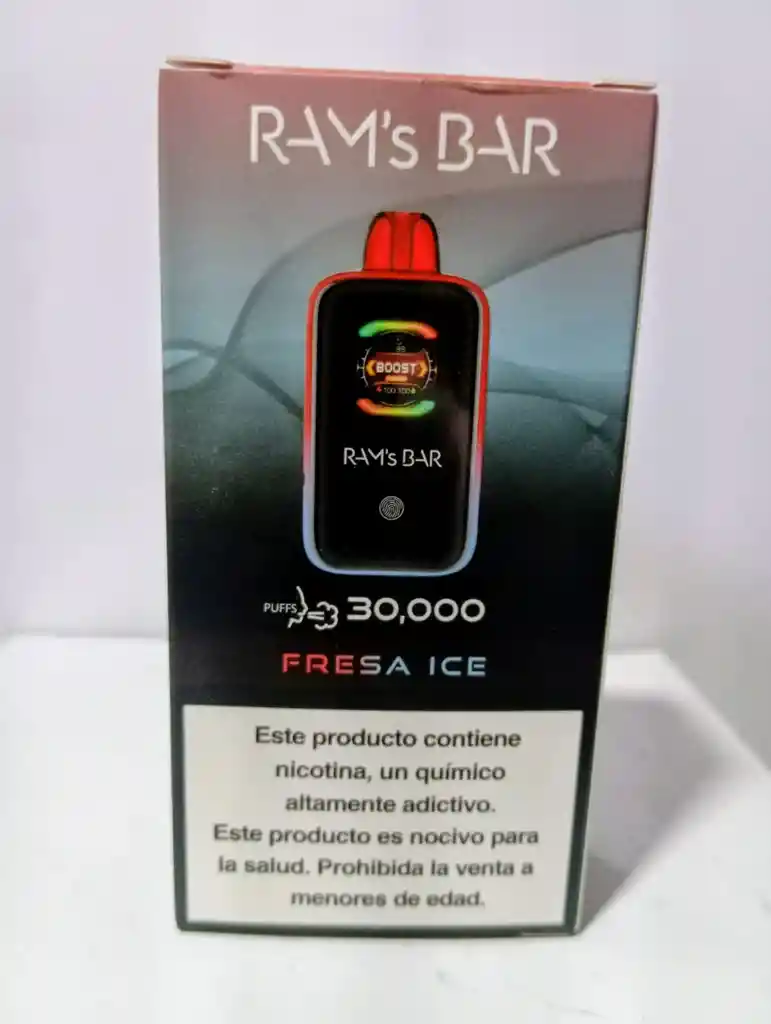 RAM's BAR
BOOST
RAM's BAR
PUFFS 30,000
FRESA ICE
Este producto contiene
nicotina, un químico
altamente adictivo.
Este producto es nocivo para
la salud. Prohibida la venta a
menores de edad.